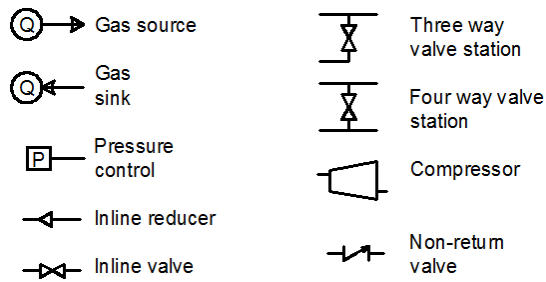 Q Gas source
Q Gas
sink
P Pressure
control
Inline reducer
Inline valve
Three way
valve station
Four way valve
station
Compressor
Non-return
valve